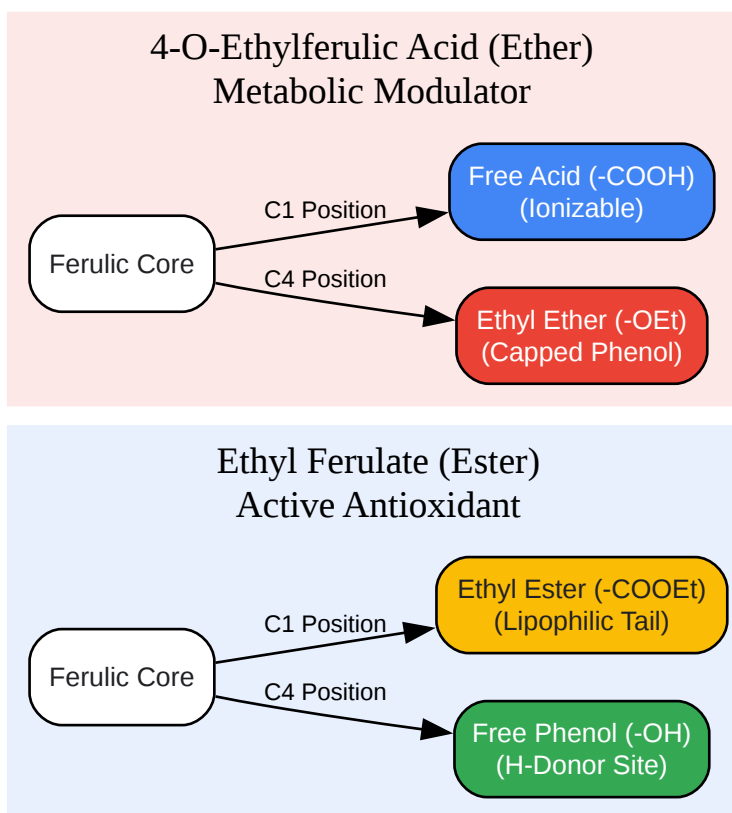 4-O-Ethylferulic Acid (Ether)
Metabolic Modulator
Free Acid (-COOH)
(Ionizable)
C1 Position
Ferulic Core
C4 Position
Ethyl Ether (-OEt)
(Capped Phenol)
Ethyl Ferulate (Ester)
Active Antioxidant
Ethyl Ester (-COOEt)
(Lipophilic Tail)
C1 Position
Ferulic Core
C4 Position
Free Phenol (-OH)
(H-Donor Site)